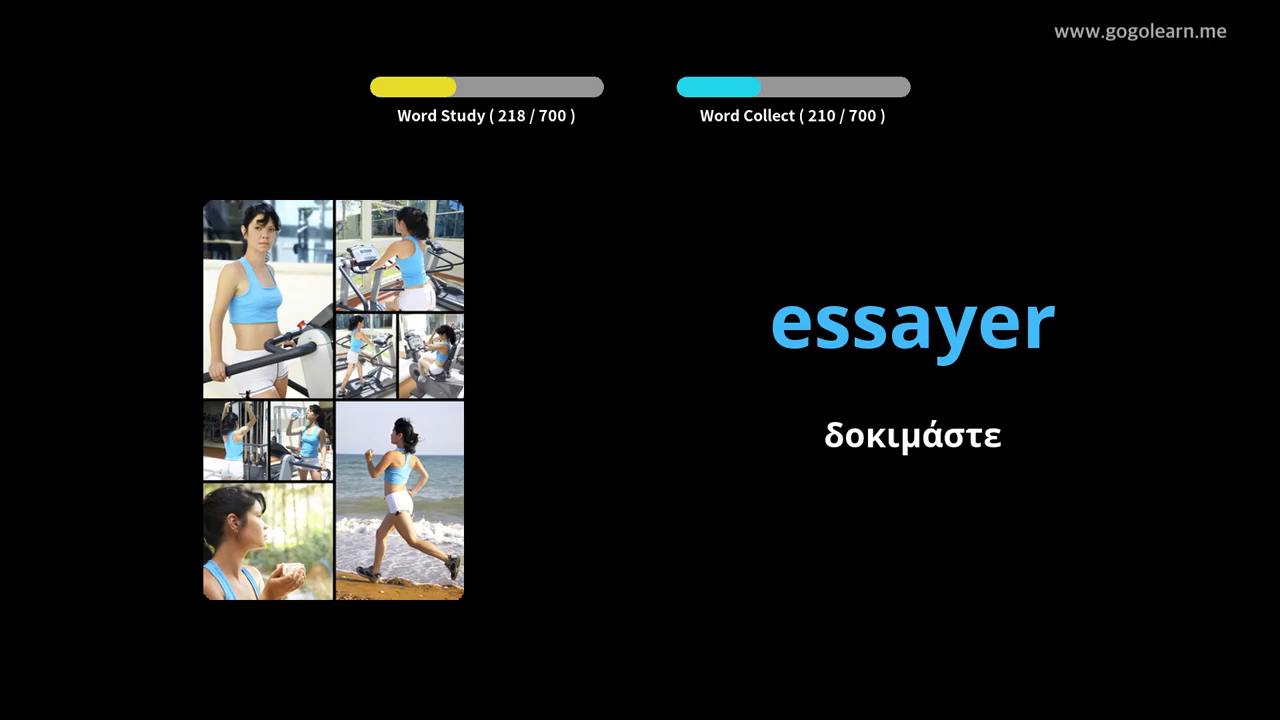 www.gogolearn.me
Word Study ( 218 / 700 )
Word Collect ( 210 / 700 )
essayer
δοκιμάστε